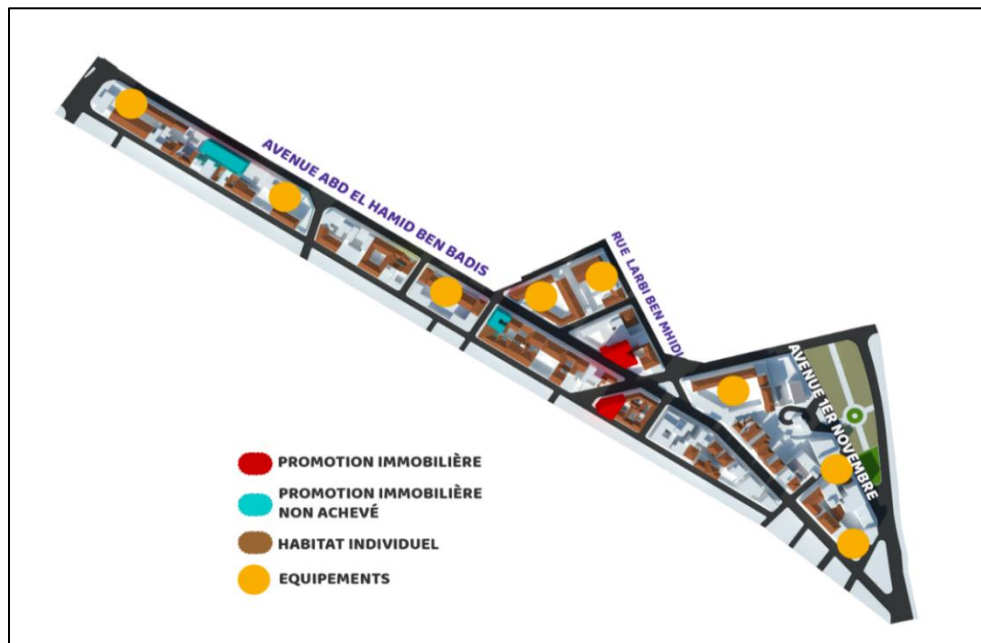 AVENUE ABD EL HAMID BEN BADIS
RUE LARBI BEN MHIDI
AVENUE 1ER NOVEMBRE
PROMOTION IMMOBILIÈRE
PROMOTION IMMOBILIÈRE
NON ACHEVÉ
HABITAT INDIVIDUEL
EQUIPEMENTS